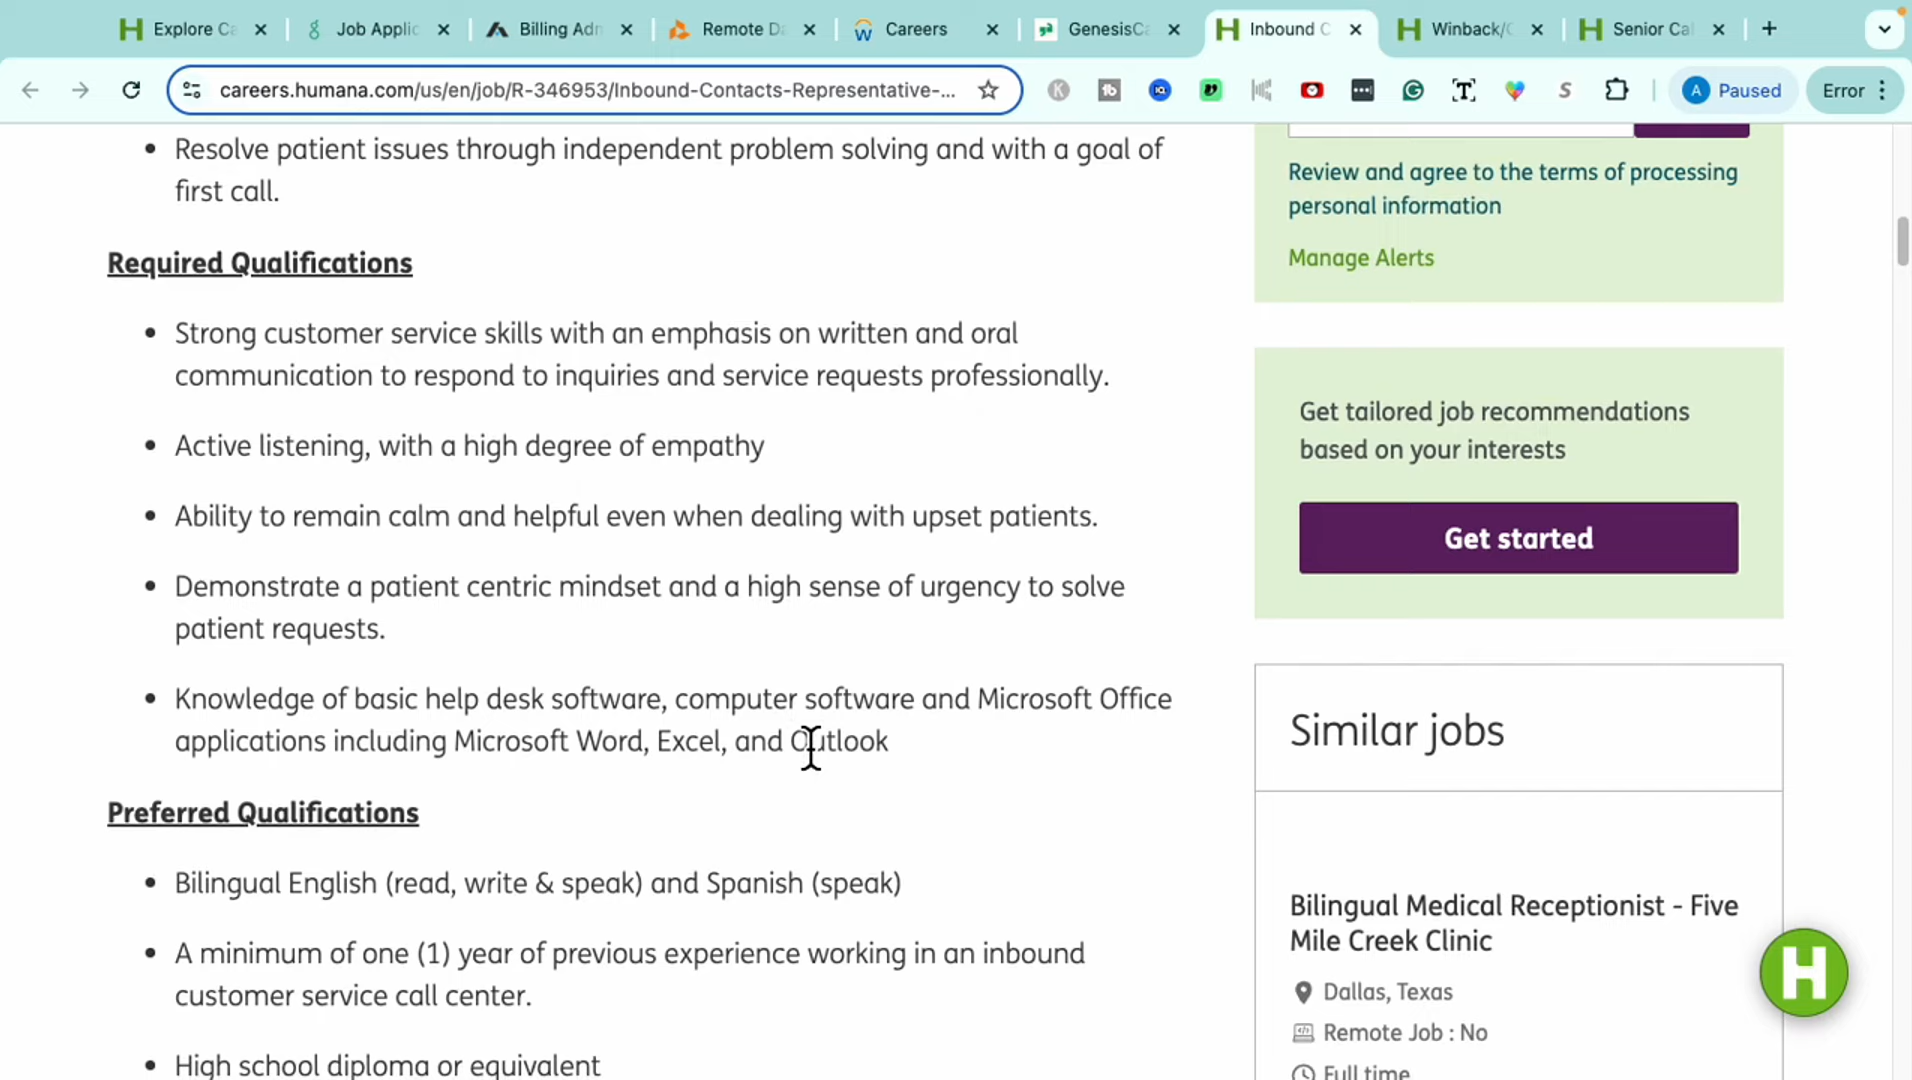 Explore Ca
Job Applic
Billing Adn
Remote Da
Careers
GenesisCa
Inbound C
Winback/C
Senior Cal
careers.humana.com/us/en/job/R-346953/Inbound-Contacts-Representative-...
Paused
Error
Resolve patient issues through independent problem solving and with a goal of
first call.
Required Qualifications
Strong customer service skills with an emphasis on written and oral
communication to respond to inquiries and service requests professionally.
Active listening, with a high degree of empathy
Ability to remain calm and helpful even when dealing with upset patients.
Demonstrate a patient centric mindset and a high sense of urgency to solve
patient requests.
Knowledge of basic help desk software, computer software and Microsoft Office
applications including Microsoft Word, Excel, and Outlook
Preferred Qualifications
Bilingual English (read, write & speak) and Spanish (speak)
A minimum of one (1) year of previous experience working in an inbound
customer service call center.
High school diploma or equivalent
Review and agree to the terms of processing
personal information
Manage Alerts
Get tailored job recommendations
based on your interests
Get started
Similar jobs
Bilingual Medical Receptionist - Five
Mile Creek Clinic
Dallas, Texas
Remote Job : No
Full time
H